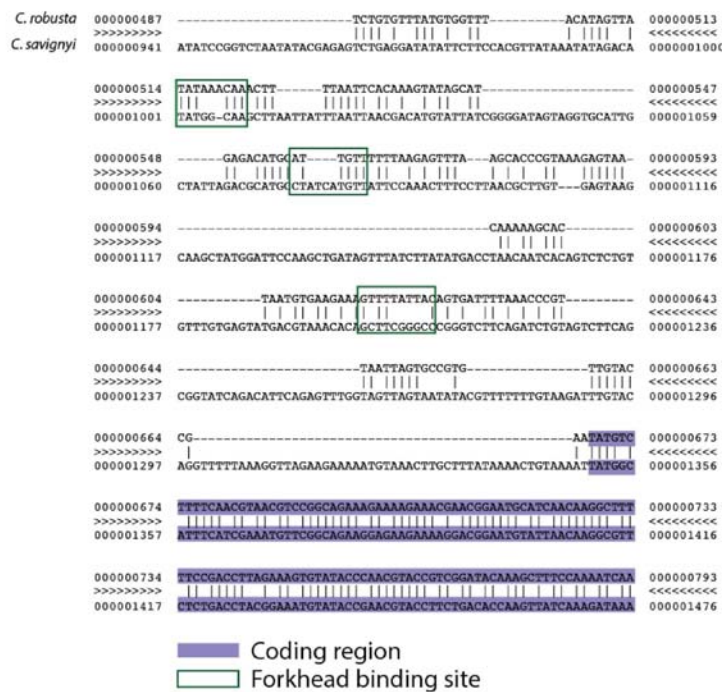 C. robusta 000000487 -----------------------TCTGTGTTTATGTGGTTT---------------ACATAGTTA 000000513
>>>>>>>>>> <<<<<<<<<<
C. savignyi 000000941 ATATCCGGTCTAATATACGAGAGTCTGAGGATATATTCTTCCACGTTATAAATATAGACA 000001000
000000514 TATAAACAAACTT------TTAATTCACAAAGTATAGCAT-------------------- 000000547
>>>>>>>>>> <<<<<<<<<<
000001001 TATGG-CAAGCTTAATTATTTAATTAACGACATGTATTATCGGGGATAGTAGGTGCATTG 000001059
000000548 ------GAGACATGCAT----TGTTTTTTAAGAGTTTA---AGCACCCGTAAAGAGTAA- 000000593
>>>>>>>>>> <<<<<<<<<<
000001060 CTATTAGACGCATGCCTATCATGTTATTCCAAACTTTCCTTAACGCTTGT---GAGTAAG 000001116
000000594 -----------------------------------------CAAAAAGCAC--------- 000000603
>>>>>>>>>> <<<<<<<<<<
000001117 CAAGCTATGGATTCCAAGCTGATAGTTTATCTTATATGACCTAACAATCACAGTCTCTGT 000001176
000000604 -----------TAATGTGAAGAAAGTTTTATTACAGTGATTTTAAACCCGT--------- 000000643
>>>>>>>>>> <<<<<<<<<<
000001177 GTTTGTGAGTATGACGTAAACACAGCTTCGGGCCCGGGTCTTCAGATCTGTAGTCTTCAG 000001236
000000644 ------------------------TAATTAGTGCCGTG----------------TTGTAC 000000663
>>>>>>>>>> <<<<<<<<<<
000001237 CGGTATCAGACATTCAGAGTTTGGTAGTTAGTAATATACGTTTTTTTGTAAGATTTGTAC 000001296
000000664 CG--------------------------------------------------AATATGTC 000000673
>>>>>>>>>> <<<<<<<<<<
000001297 AGGTTTTTAAAGGTTAGAAGAAAAATGTAAACTTGCTTTATAAAACTGTAAAATTATGGC 000001356
000000674 TTTTCAACGTAACGTCCGGCAGAAAGAAAAGAAACGAACGGAATGCATCAACAAGGCTTT 000000733
>>>>>>>>>> <<<<<<<<<<
000001357 ATTTCATCGAAATGTTCGGCAGAAGGAGAAGAAAAGGACGGAATGTATTAACAAGGCGTT 000001416
000000734 TTCCGACCTTAGAAAGTGTATACCCAACGTACCGTCGGATACAAAGCTTTCCAAAATCAA 000000793
>>>>>>>>>> <<<<<<<<<<
000001417 CTCTGACCTACGGAAATGTATACCGAACGTACCTTCTGACACCAAGTTATCAAAGATAAA 000001476
Coding region
Forkhead binding site